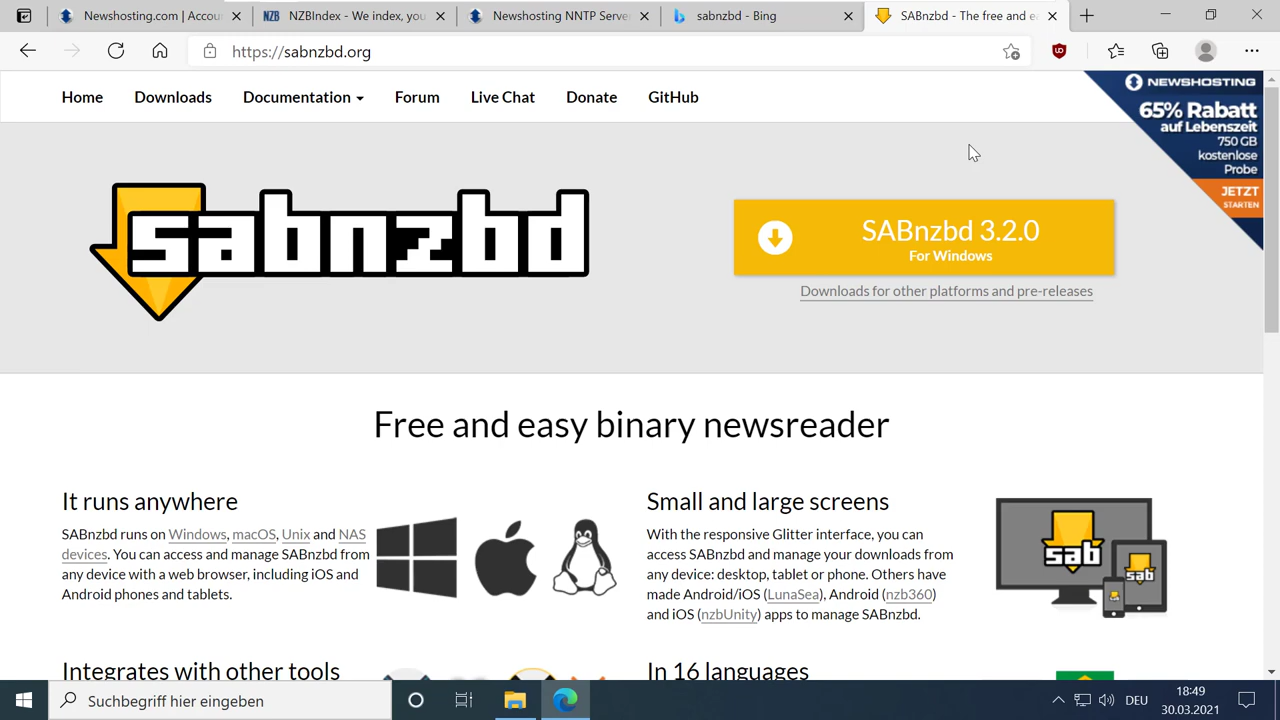 Newshosting.com | Accou
NZBIndex - We index, you
Newshosting NNTP Serve
sabnzbd - Bing
SABnzbd - The free and ea
https://sabnzbd.org
Home
Downloads
Documentation
Forum
Live Chat
Donate
GitHub
NEWSHOSTING
65% Rabatt
auf Lebenszeit
750 GB
kostenlose
Probe
JETZT
STARTEN
sabnzbd
SABnzbd 3.2.0
For Windows
Downloads for other platforms and pre-releases
Free and easy binary newsreader
It runs anywhere
SABnzbd runs on Windows, macOS, Unix and NAS
devices. You can access and manage SABnzbd from
any device with a web browser, including iOS and
Android phones and tablets.
Small and large screens
With the responsive Glitter interface, you can
access SABnzbd and manage your downloads from
any device: desktop, tablet or phone. Others have
made Android/iOS (LunaSea), Android (nzb360)
and iOS (nzbUnity) apps to manage SABnzbd.
sab
sab
Integrates with other tools
In 16 languages
Suchbegriff hier eingeben
DEU
18:49
30.03.2021